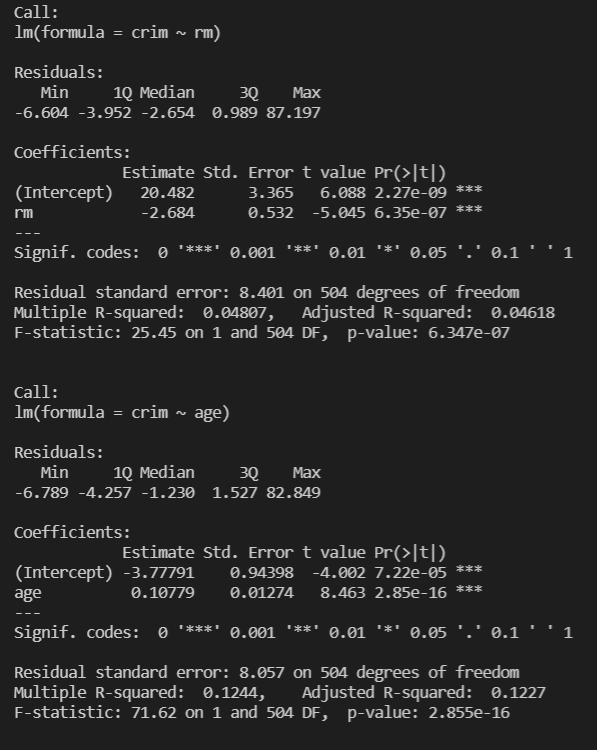 Call:
lm(formula = crim ~ rm)
Residuals:
   Min     1Q Median     3Q    Max
-6.604 -3.952 -2.654  0.989 87.197
Coefficients:
            Estimate Std. Error t value Pr(>|t|)
(Intercept)   20.482      3.365   6.088 2.27e-09 ***
rm            -2.684      0.532  -5.045 6.35e-07 ***
---
Signif. codes:  0 '***' 0.001 '**' 0.01 '*' 0.05 '.' 0.1 ' ' 1
Residual standard error: 8.401 on 504 degrees of freedom
Multiple R-squared:  0.04807,   Adjusted R-squared:  0.04618
F-statistic: 25.45 on 1 and 504 DF,  p-value: 6.347e-07
Call:
lm(formula = crim ~ age)
Residuals:
   Min     1Q Median     3Q    Max
-6.789 -4.257 -1.230  1.527 82.849
Coefficients:
            Estimate Std. Error t value Pr(>|t|)
(Intercept) -3.77791    0.94398  -4.002 7.22e-05 ***
age          0.10779    0.01274   8.463 2.85e-16 ***
---
Signif. codes:  0 '***' 0.001 '**' 0.01 '*' 0.05 '.' 0.1 ' ' 1
Residual standard error: 8.057 on 504 degrees of freedom
Multiple R-squared:  0.1244,    Adjusted R-squared:  0.1227
F-statistic: 71.62 on 1 and 504 DF,  p-value: 2.855e-16